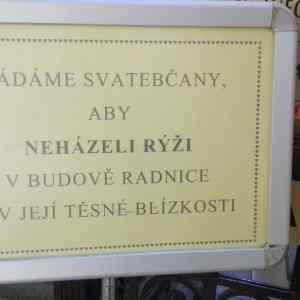 ÁDÁME SVATEBČANY,
ABY
NEHÁZELI RÝŽI
V BUDOVĚ RADNICE
V JEJÍ TĚSNÉ BLÍZKOSTI